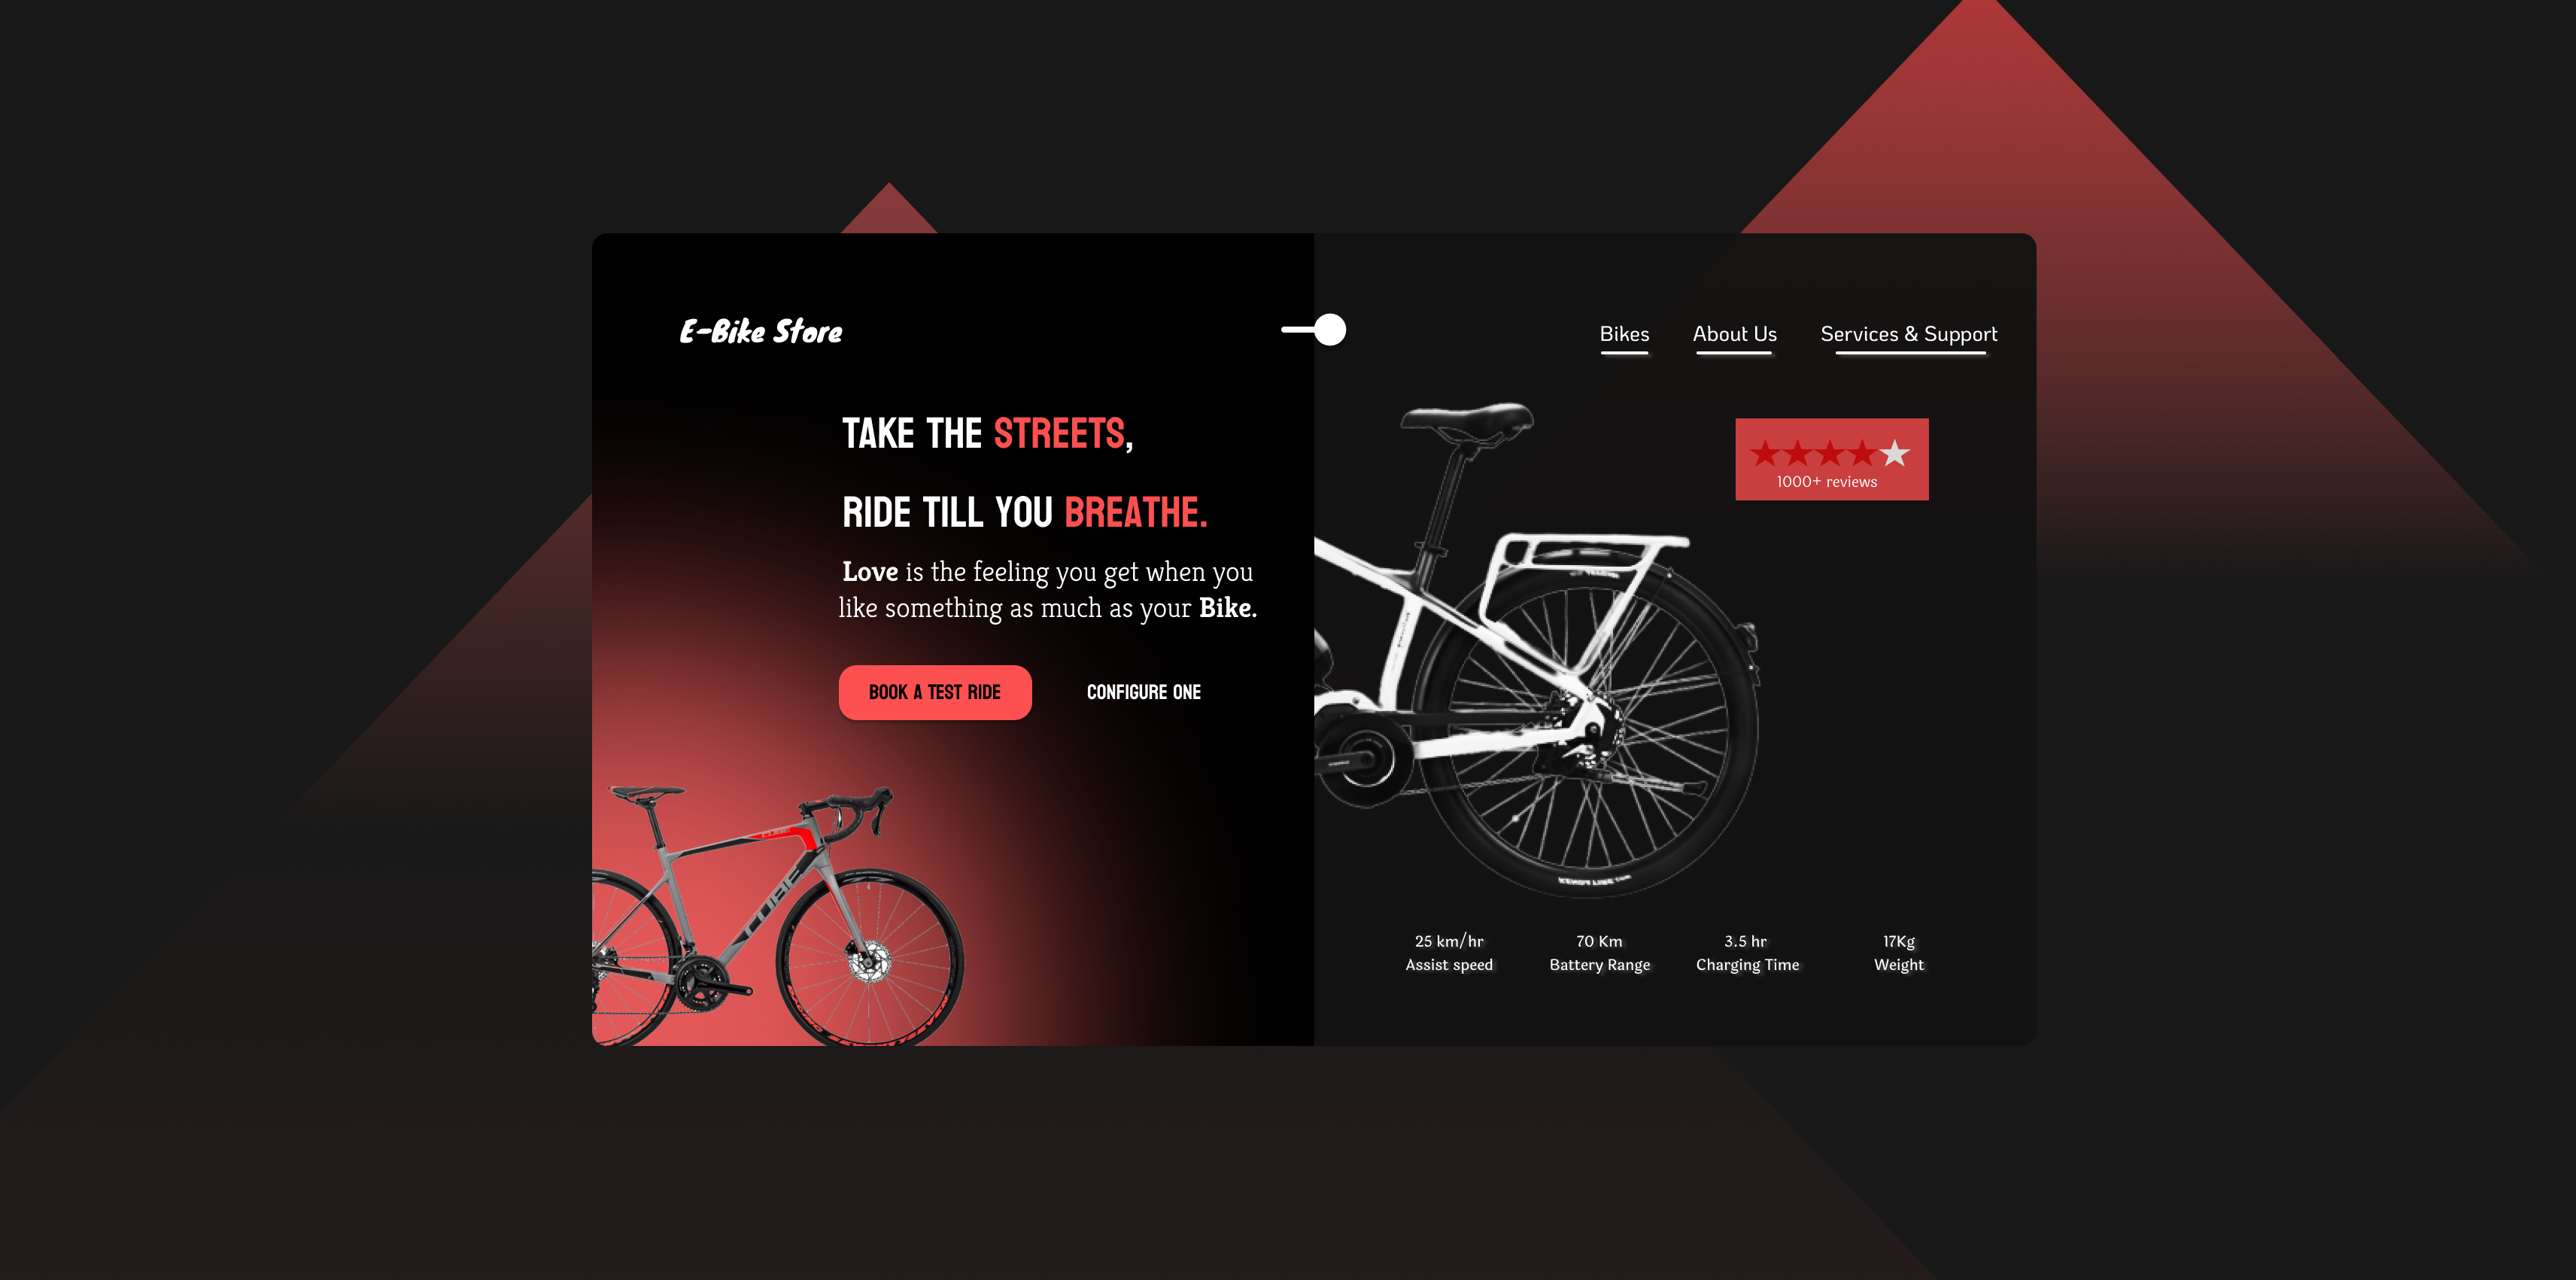 E-Bike Store
Bikes
About Us
Services & Support
TAKE THE STREETS,
RIDE TILL YOU BREATHE.
Love is the feeling you get when you
like something as much as your Bike.
BOOK A TEST RIDE
CONFIGURE ONE
1000+ reviews
CUBE
CUBE
25 km/hr
Assist speed
70 Km
Battery Range
3.5 hr
Charging Time
17Kg
Weight